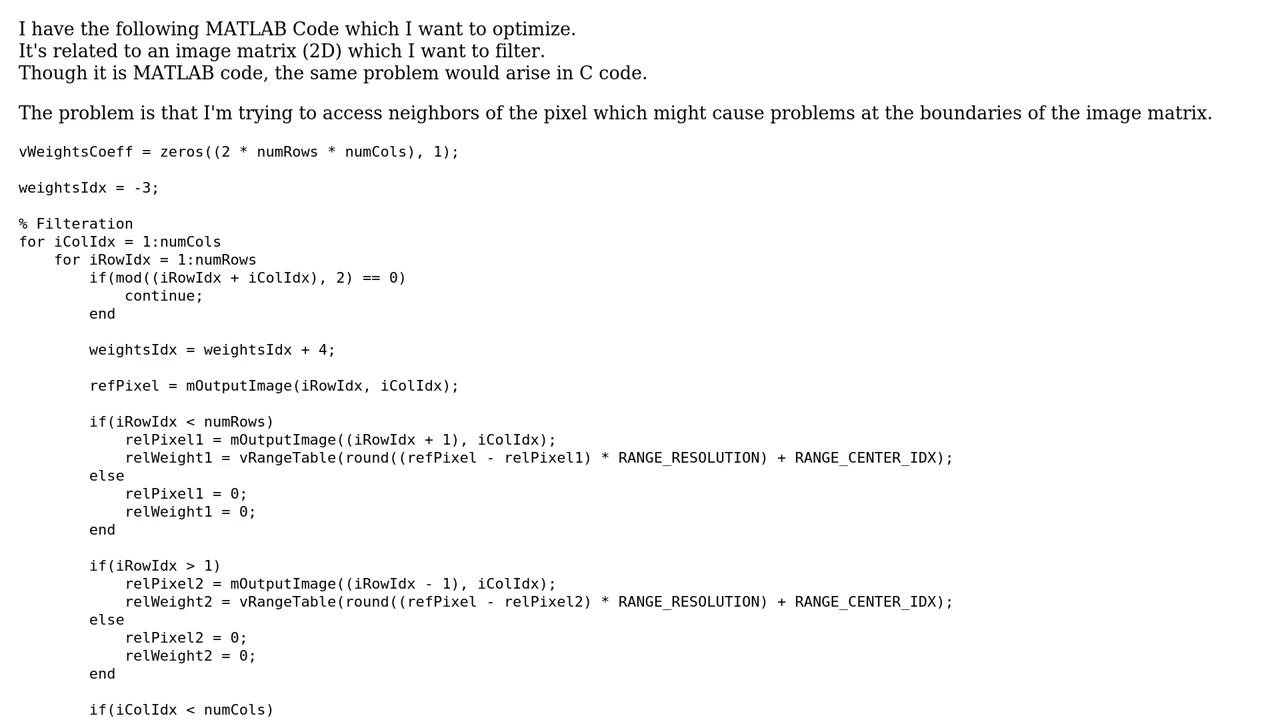 I have the following MATLAB Code which I want to optimize.
It's related to an image matrix (2D) which I want to filter.
Though it is MATLAB code, the same problem would arise in C code.
The problem is that I'm trying to access neighbors of the pixel which might cause problems at the boundaries of the image matrix.
vWeightsCoeff = zeros((2 * numRows * numCols), 1);
weightsIdx = -3;
% Filteration
for iColIdx = 1:numCols
    for iRowIdx = 1:numRows
        if(mod((iRowIdx + iColIdx), 2) == 0)
            continue;
        end
        weightsIdx = weightsIdx + 4;
        refPixel = mOutputImage(iRowIdx, iColIdx);
        if(iRowIdx < numRows)
            relPixel1 = mOutputImage((iRowIdx + 1), iColIdx);
            relWeight1 = vRangeTable(round((refPixel - relPixel1) * RANGE_RESOLUTION) + RANGE_CENTER_IDX);
        else
            relPixel1 = 0;
            relWeight1 = 0;
        end
        if(iRowIdx > 1)
            relPixel2 = mOutputImage((iRowIdx - 1), iColIdx);
            relWeight2 = vRangeTable(round((refPixel - relPixel2) * RANGE_RESOLUTION) + RANGE_CENTER_IDX);
        else
            relPixel2 = 0;
            relWeight2 = 0;
        end
        if(iColIdx < numCols)